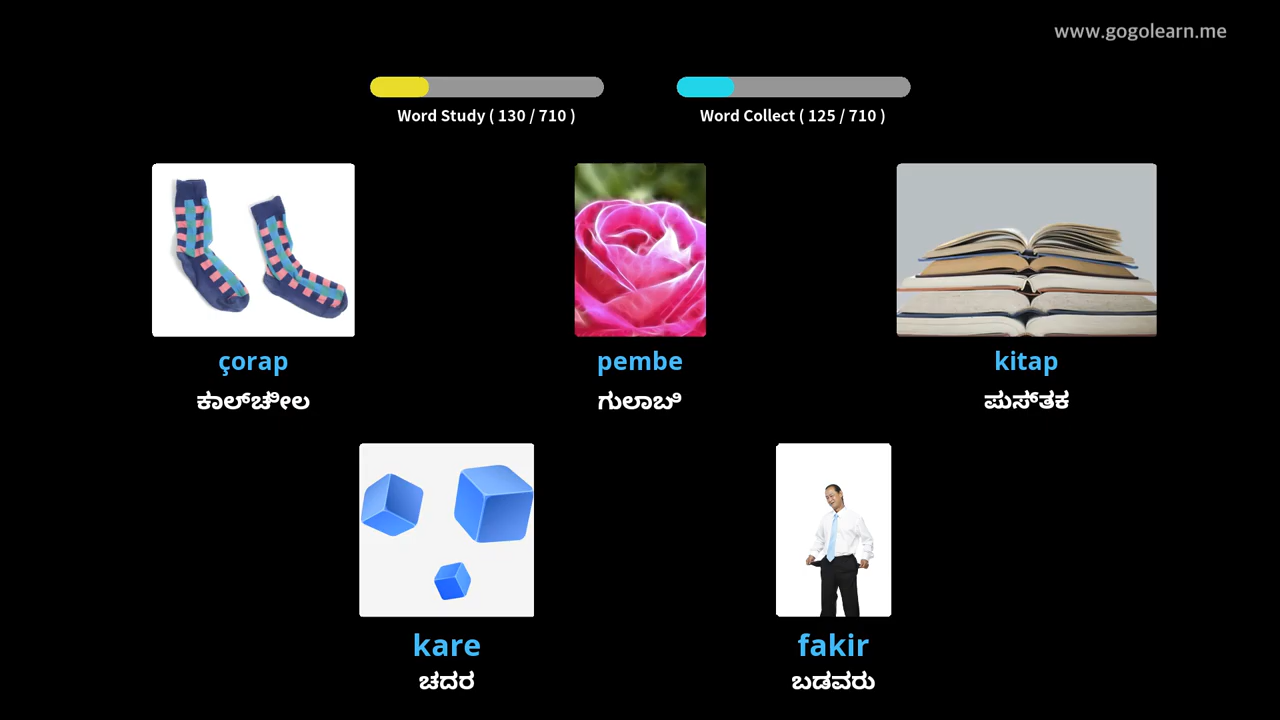 www.gogolearn.me
Word Study ( 130 / 710 )
Word Collect ( 125 / 710 )
çorap
ಕಾಲ್ಚೀಲ
pembe
ಗುಲಾಬಿ
kitap
ಪುಸ್ತಕ
kare
ಚದರ
fakir
ಬಡವರು